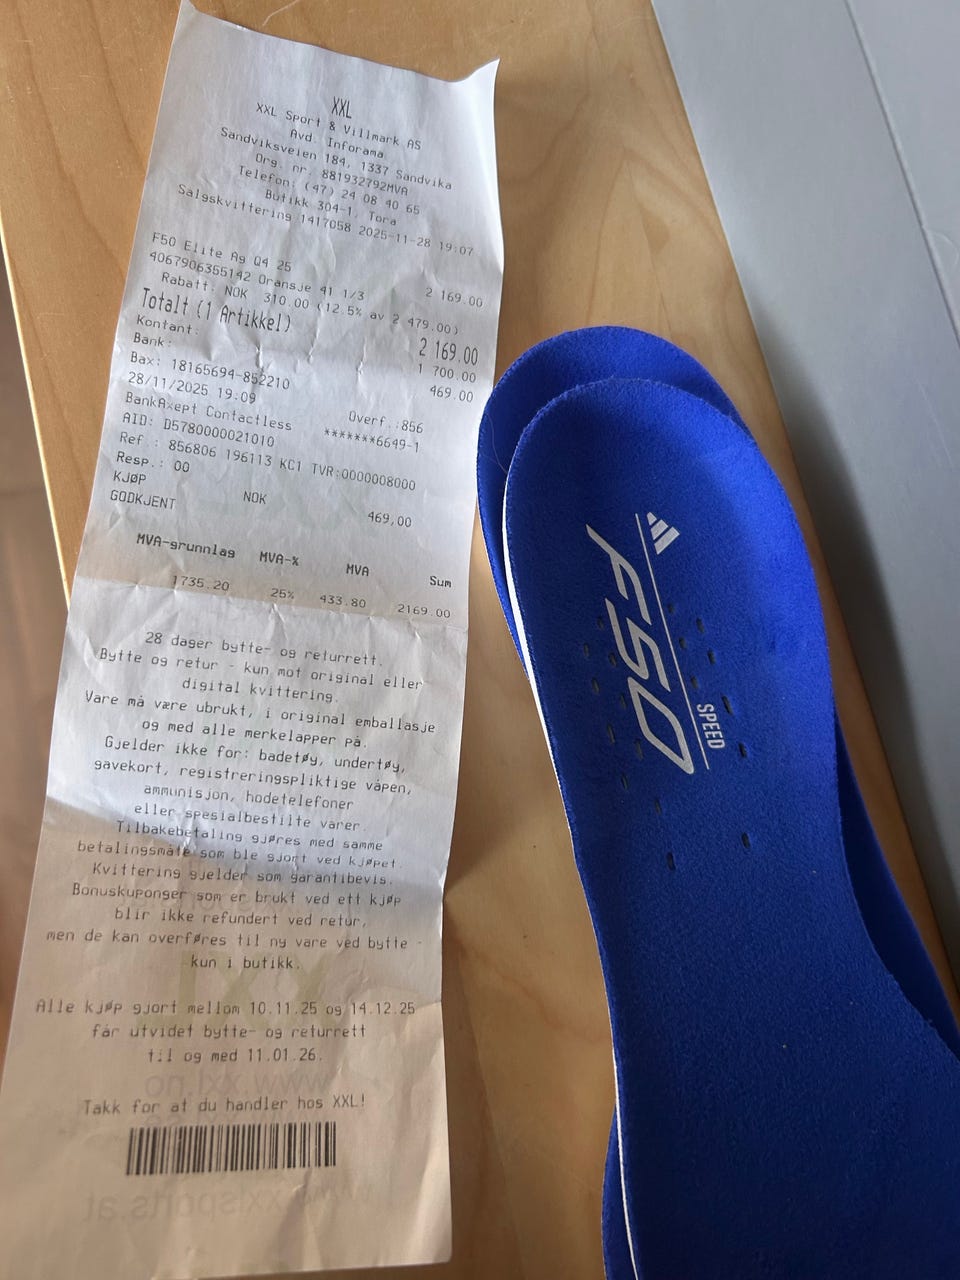 XXL
XXL Sport & Villmark AS
Avd. Inforama
Sandviksveien 184, 1337 Sandvika
Org. nr. 881932792MVA
Telefon: (47) 24 08 40 65
Butikk 304-1, Tora
Salgskvittering 1417058 2025-11-28 19:07
F50 Elite Ag Q4 25
4067906355142 Oransje 41 1/3 2 169.00
Rabatt: NOK 310.00 (12.5% av 2 479.00)
Totalt (1 Artikkel) 2 169.00
Kontant: 1 700.00
Bank: 469.00
Bax: 18165694-852210
28/11/2025 19:09 Overf.:856
BankAxept Contactless *******6649-1
AID: D5780000021010
Ref.: 856806 196113 KC1 TVR:0000008000
Resp.: 00
KJØP NOK 469,00
GODKJENT
MVA-grunnlag MVA-% MVA Sum
1735.20 25% 433.80 2169.00
28 dager bytte- og returrett.
Bytte og retur - kun mot original eller
digital kvittering.
Vare må være ubrukt, i original emballasje
og med alle merkelapper på.
Gjelder ikke for: badetøy, undertøy,
gavekort, registreringspliktige våpen,
ammunisjon, hodetelefoner
eller spesialbestilte varer.
Tilbakebetaling gjøres med samme
betalingsmåte som ble gjort ved kjøpet.
Kvittering gjelder som garantibevis.
Bonuskuponger som er brukt ved ett kjøp
blir ikke refundert ved retur,
men de kan overføres til ny vare ved bytte -
kun i butikk.
Alle kjøp gjort mellom 10.11.25 og 14.12.25
får utvidet bytte- og returrett
til og med 11.01.26.
Takk for at du handler hos XXL!
F50
SPEED